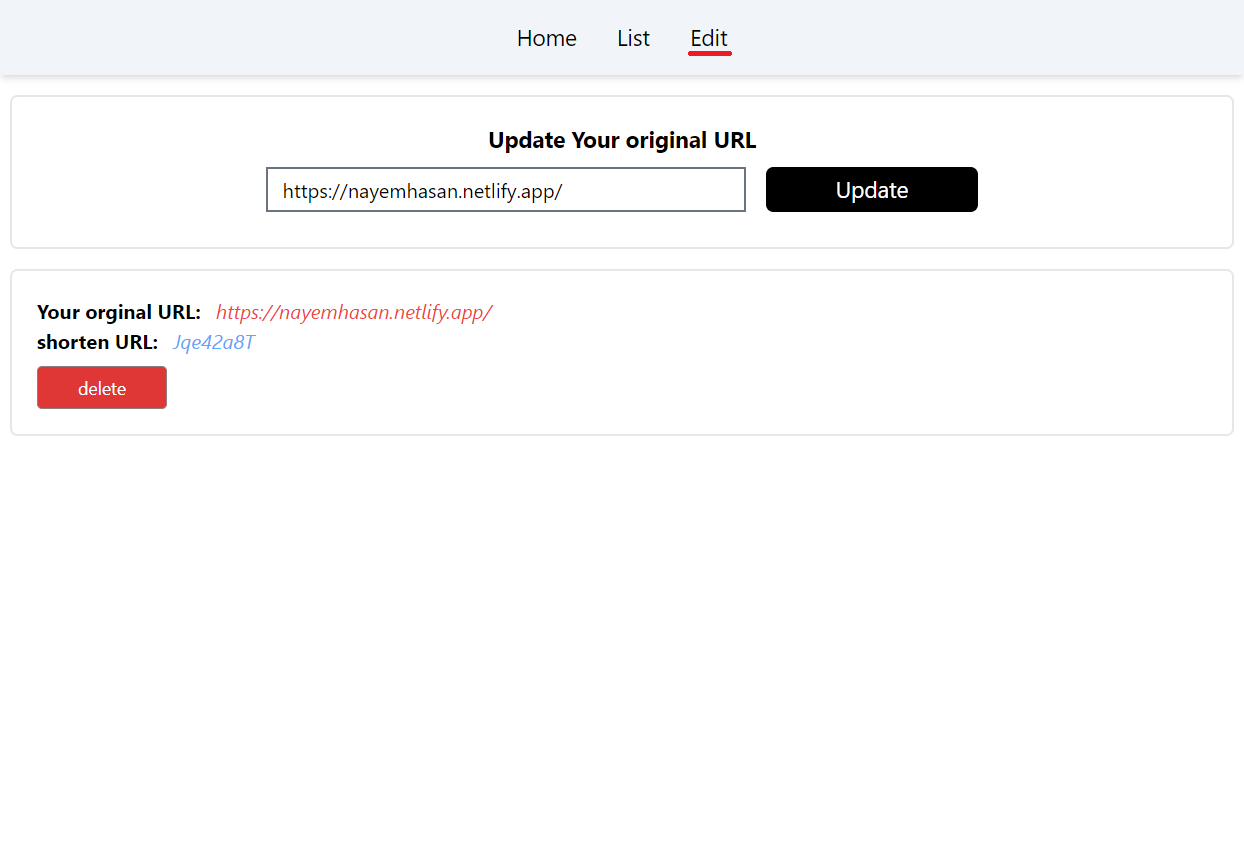 Home List Edit
Update Your original URL
https://nayemhasan.netlify.app/ Update
Your orginal URL: https://nayemhasan.netlify.app/
shorten URL: Jqe42a8T
delete